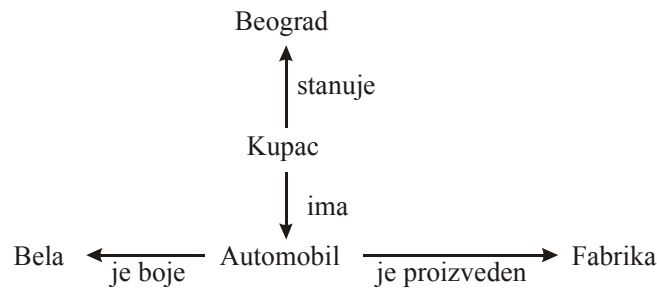 Beograd
stanuje
Kupac
ima
Bela Automobil Fabrika
je boje je proizveden